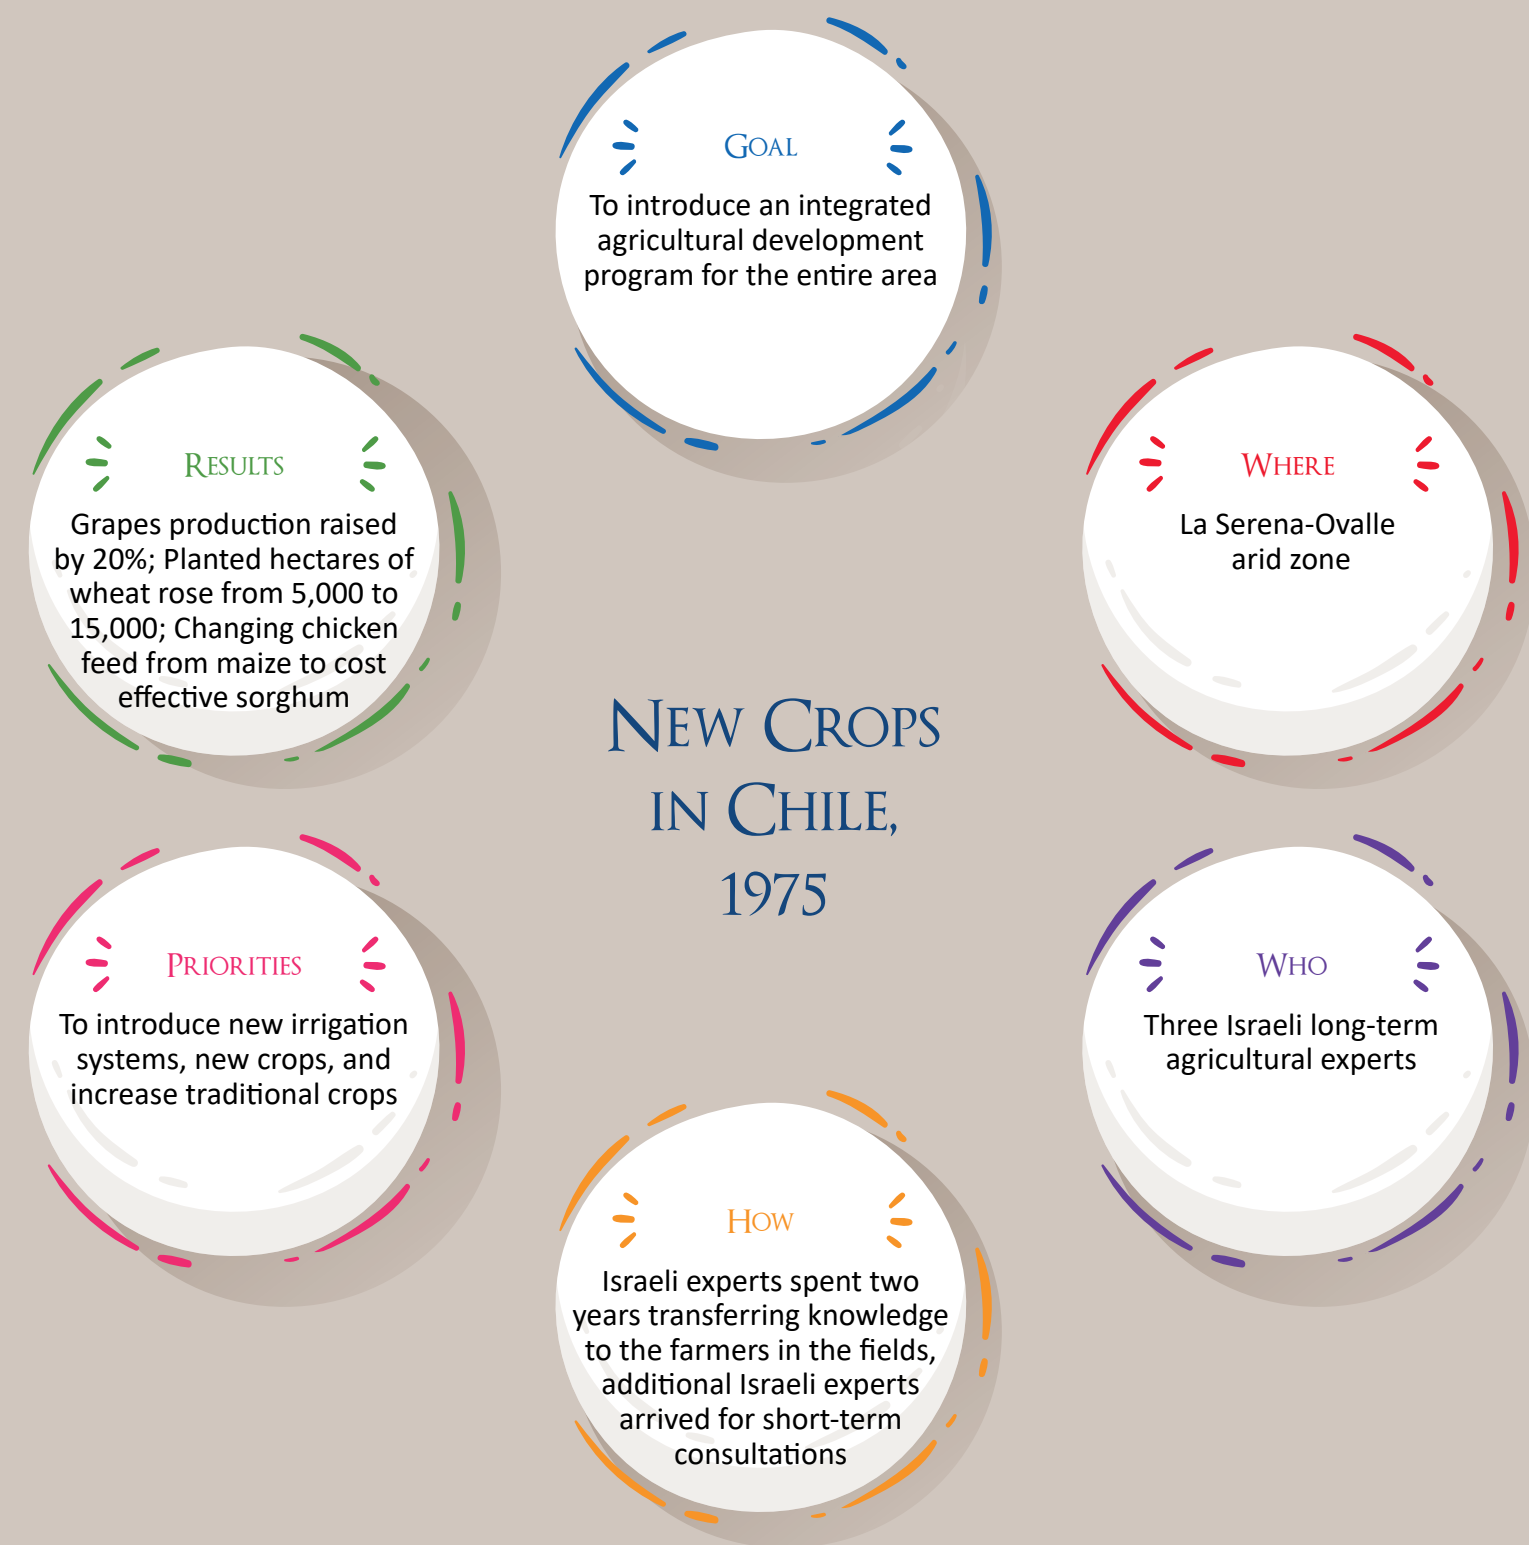 Goal
To introduce an integrated
agricultural development
program for the entire area
Where
La Serena-Ovalle
arid zone
Who
Three Israeli long-term
agricultural experts
How
Israeli experts spent two
years transferring knowledge
to the farmers in the fields,
additional Israeli experts
arrived for short-term
consultations
Priorities
To introduce new irrigation
systems, new crops, and
increase traditional crops
Results
Grapes production raised
by 20%; Planted hectares of
wheat rose from 5,000 to
15,000; Changing chicken
feed from maize to cost
effective sorghum
New Crops
in Chile,
1975